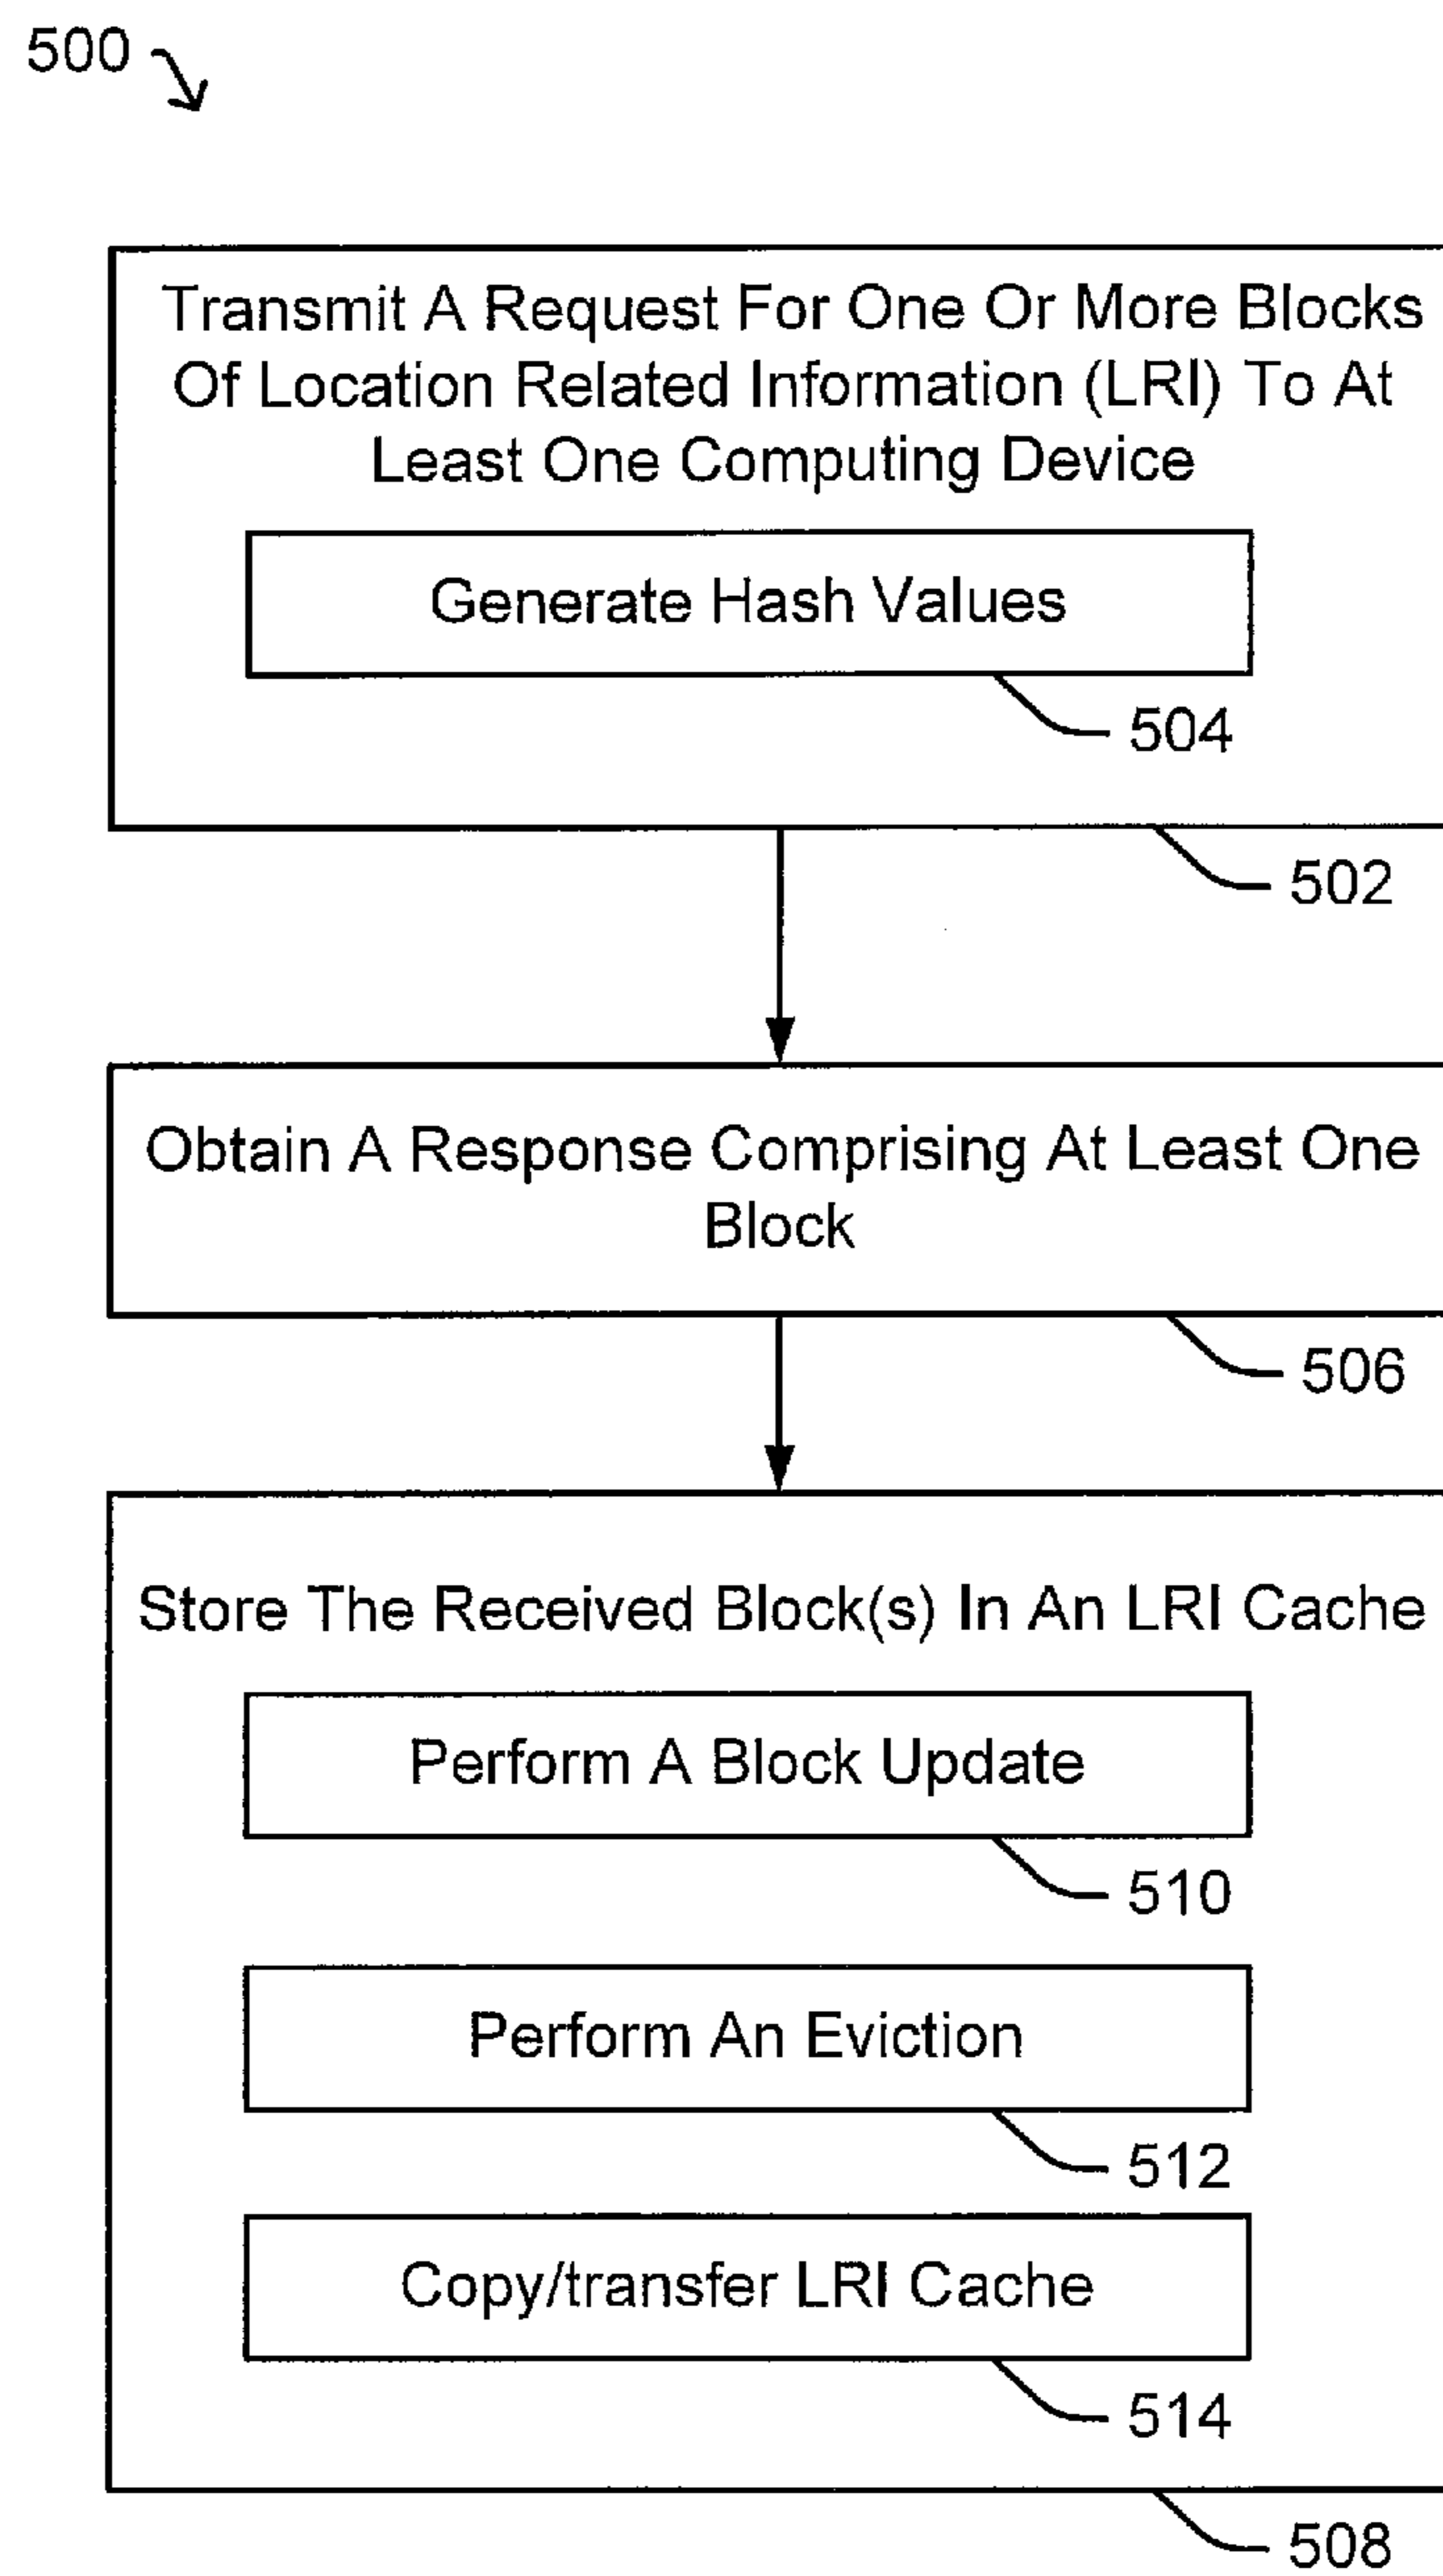 500
Transmit A Request For One Or More Blocks
Of Location Related Information (LRI) To At
Least One Computing Device
Generate Hash Values
504
502
Obtain A Response Comprising At Least One
Block
506
Store The Received Block(s) In An LRI Cache
Perform A Block Update
510
Perform An Eviction
512
Copy/transfer LRI Cache
514
508